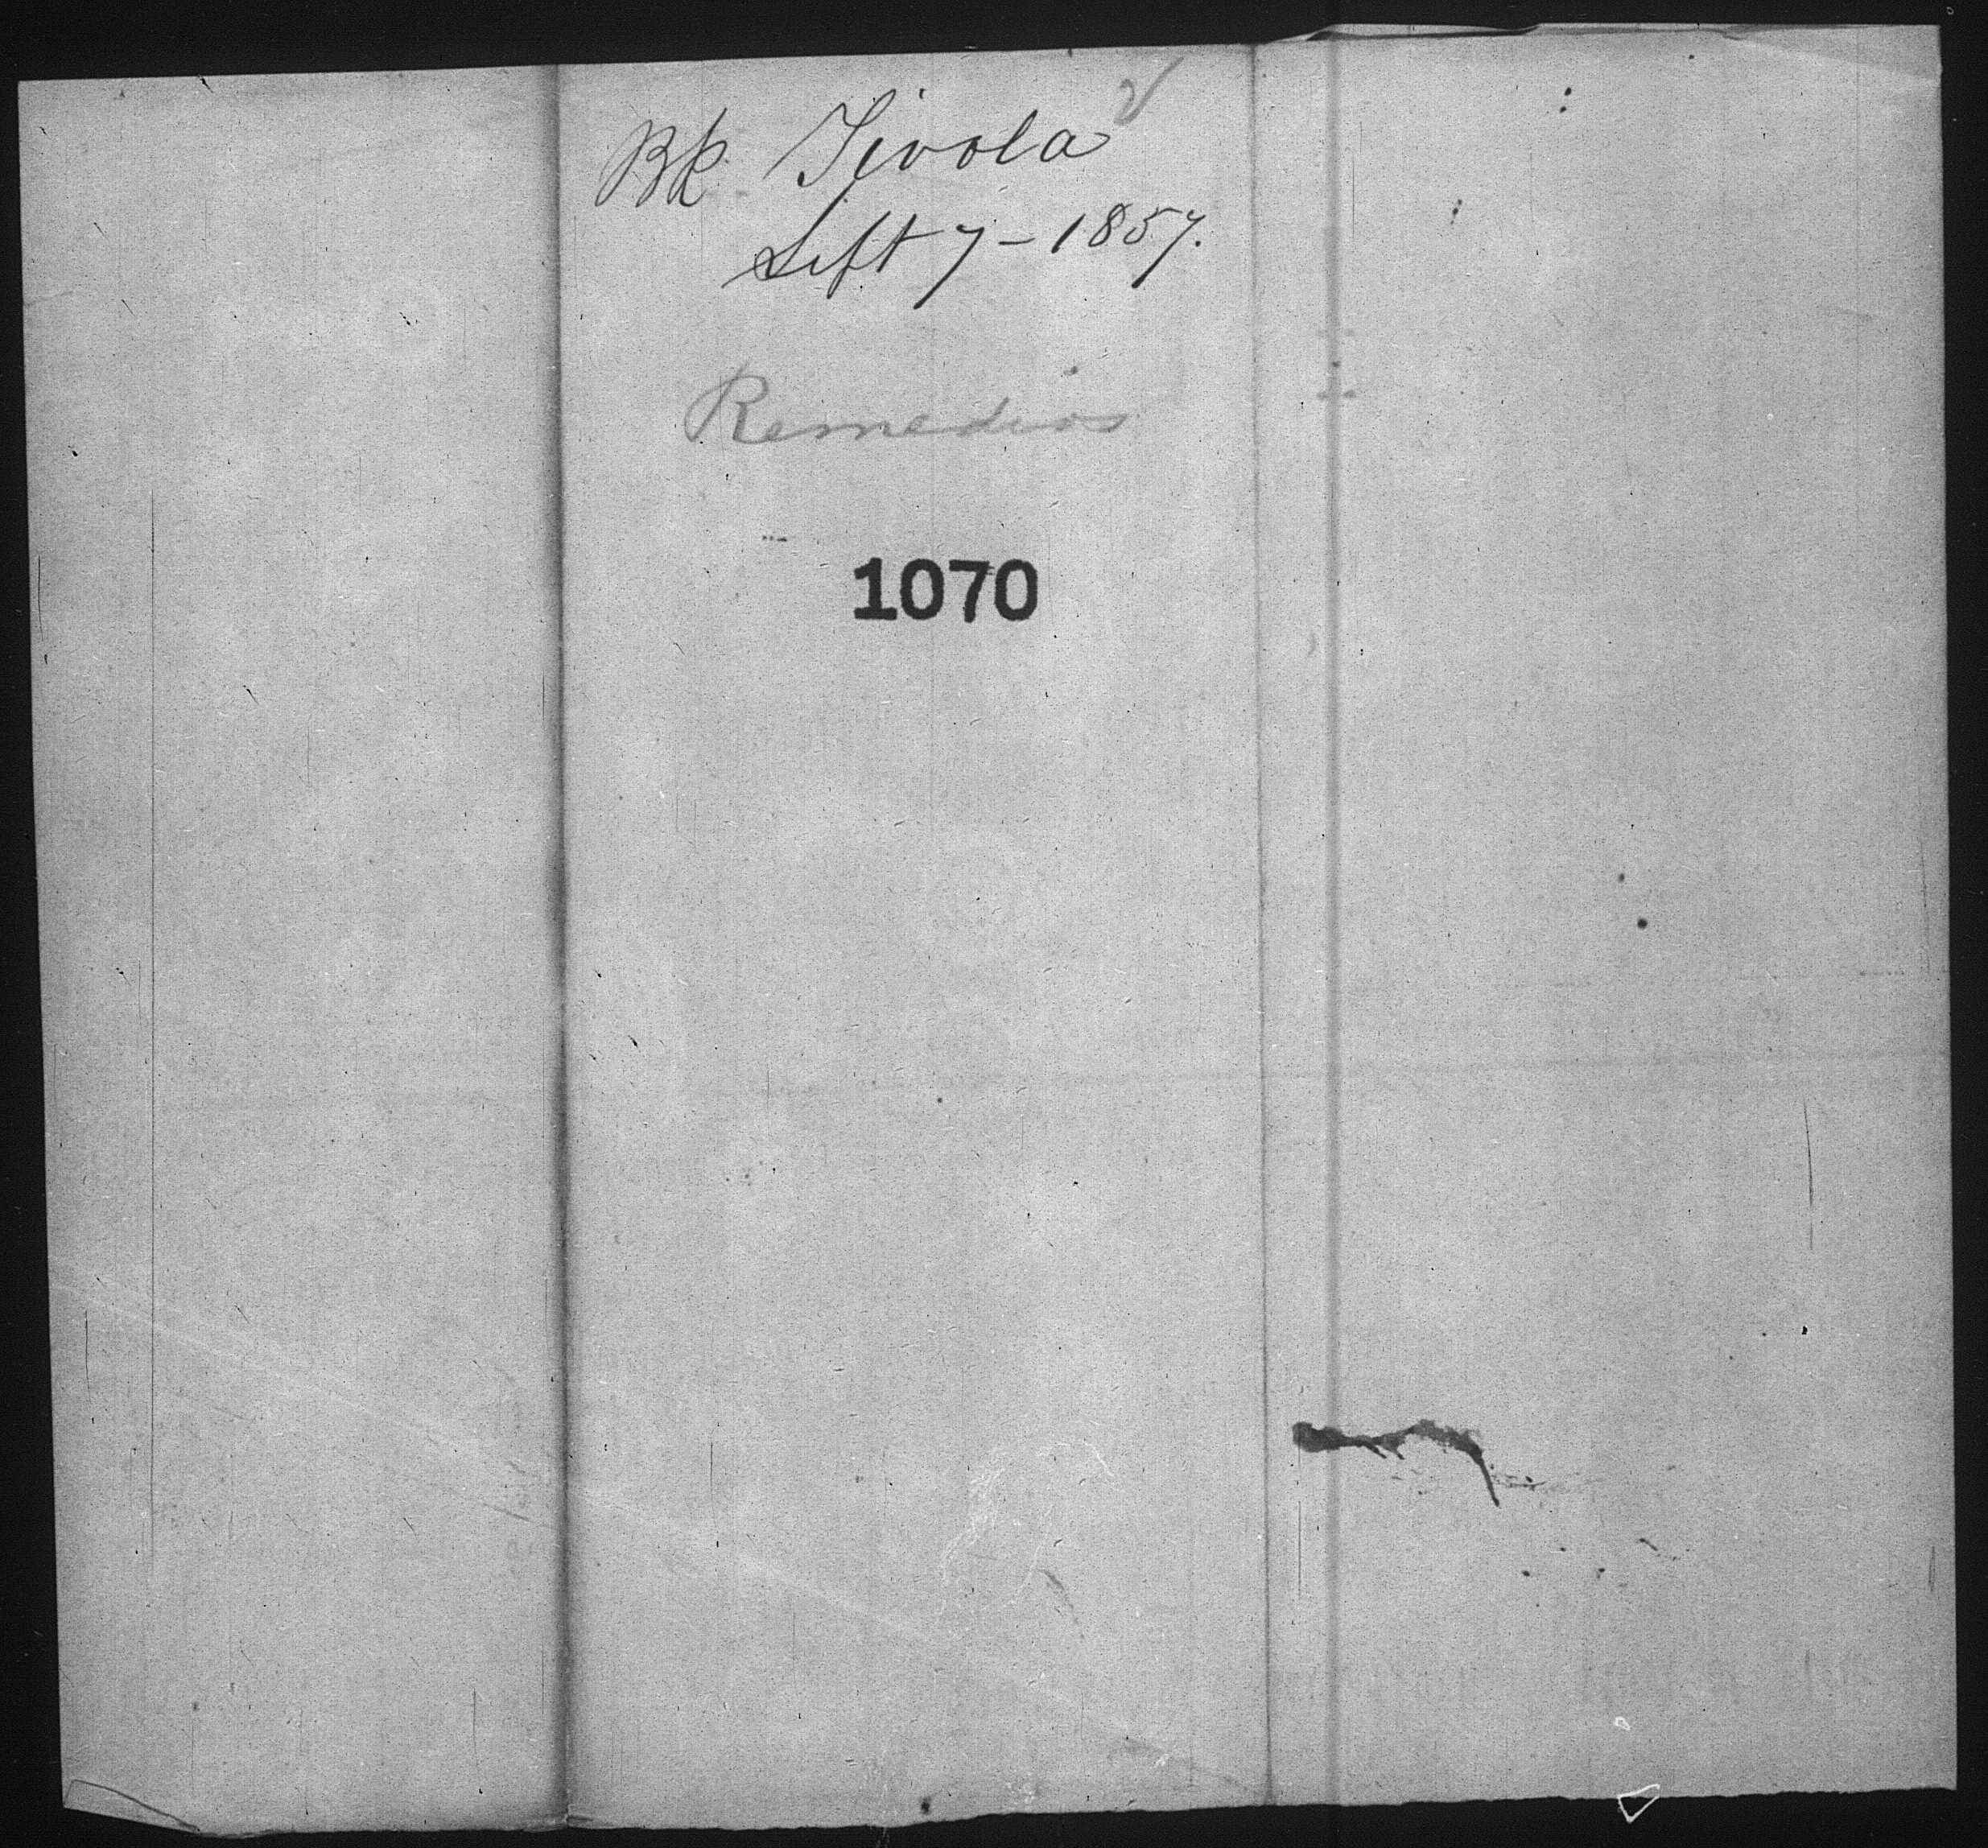 Bk Tivola
Sept 7 - 1857.
Remedios
1070